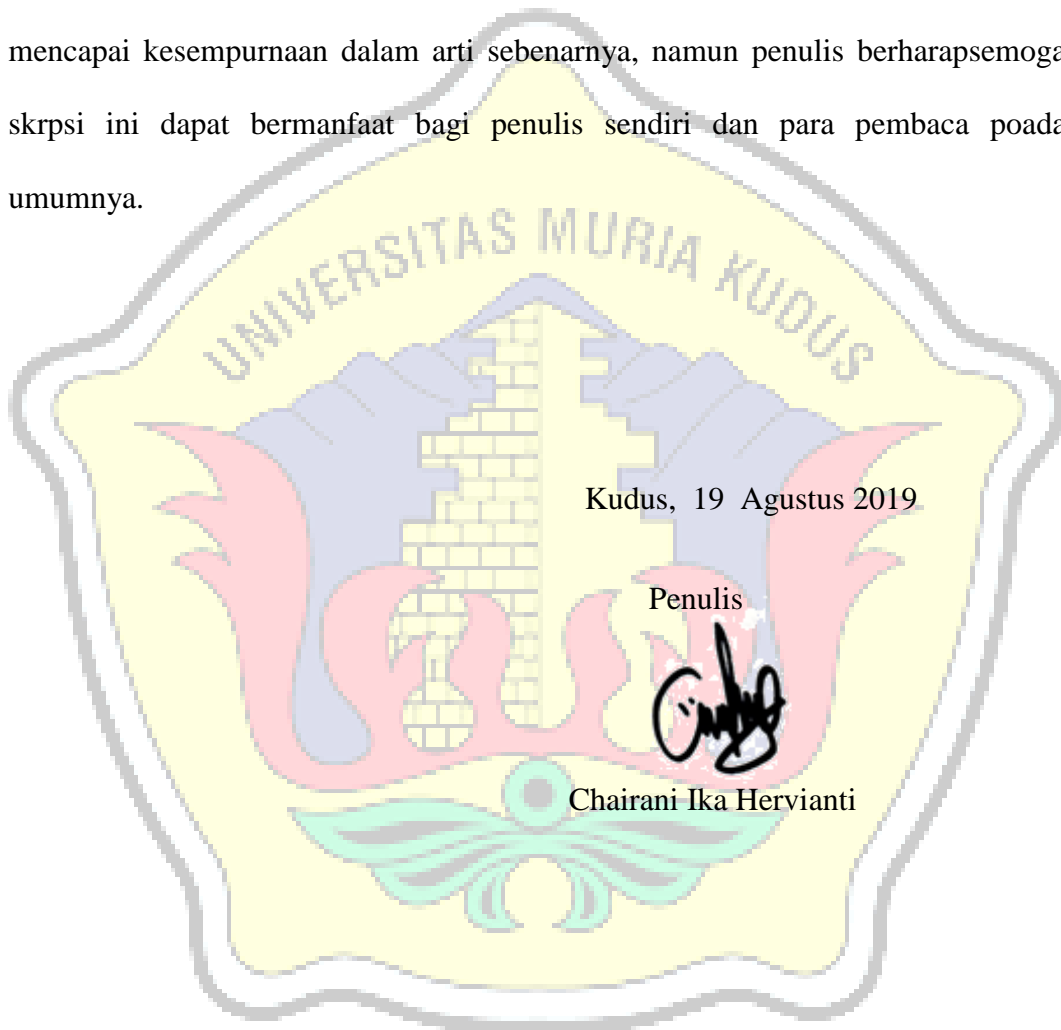 mencapai kesempurnaan dalam arti sebenarnya, namun penulis berharapsemoga
skrpsi ini dapat bermanfaat bagi penulis sendiri dan para pembaca poada
umumnya.
UNIVERSITAS MURIA KUDUS
Kudus, 19 Agustus 2019
Penulis
Chairani Ika Hervianti